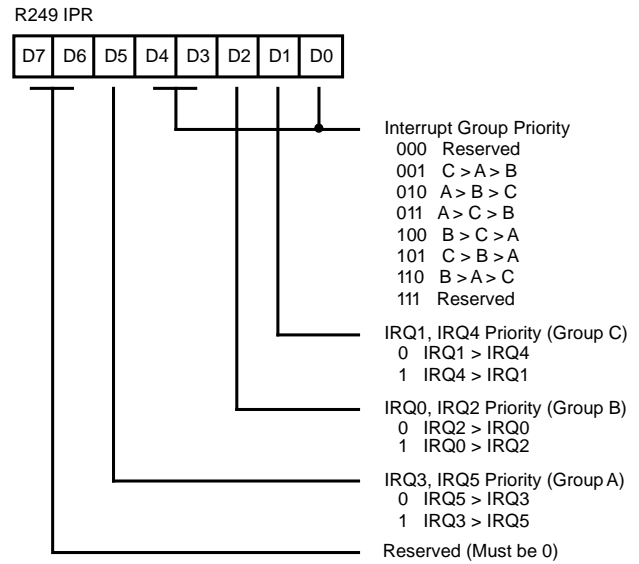 R249 IPR
D7 D6 D5 D4 D3 D2 D1 D0
Interrupt Group Priority
000 Reserved
001 C > A > B
010 A > B > C
011 A > C > B
100 B > C > A
101 C > B > A
110 B > A > C
111 Reserved
IRQ1, IRQ4 Priority (Group C)
0 IRQ1 > IRQ4
1 IRQ4 > IRQ1
IRQ0, IRQ2 Priority (Group B)
0 IRQ2 > IRQ0
1 IRQ0 > IRQ2
IRQ3, IRQ5 Priority (Group A)
0 IRQ5 > IRQ3
1 IRQ3 > IRQ5
Reserved (Must be 0)